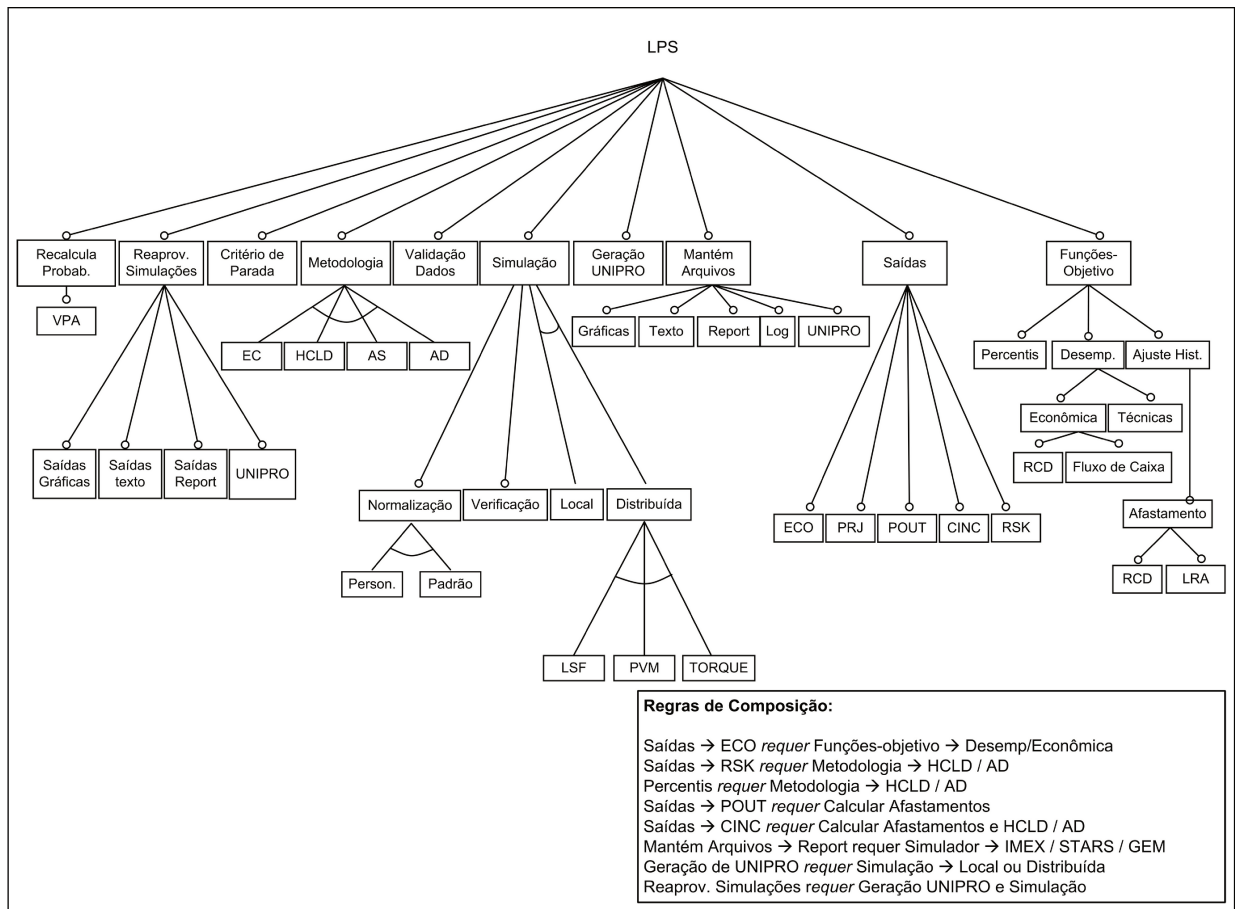 LPS
Recalcula
Probab.
Reaprov.
Simulações
Critério de
Parada
Metodologia
Validação
Dados
Simulação
Geração
UNIPRO
Mantém
Arquivos
Saídas
Funções-
Objetivo
VPA
EC
HCLD
AS
AD
Gráficas
Texto
Report
Log
UNIPRO
Percentis
Desemp.
Ajuste Hist.
Econômica
Técnicas
RCD
Fluxo de Caixa
Saídas
Gráficas
Saídas
texto
Saídas
Report
UNIPRO
Normalização
Verificação
Local
Distribuída
ECO
PRJ
POUT
CINC
RSK
Afastamento
Person.
Padrão
RCD
LRA
LSF
PVM
TORQUE
Regras de Composição:
Saídas → ECO requer Funções-objetivo → Desemp/Econômica
Saídas → RSK requer Metodologia → HCLD / AD
Percentis requer Metodologia → HCLD / AD
Saídas → POUT requer Calcular Afastamentos
Saídas → CINC requer Calcular Afastamentos e HCLD / AD
Mantém Arquivos → Report requer Simulador → IMEX / STARS / GEM
Geração de UNIPRO requer Simulação → Local ou Distribuída
Reaprov. Simulações requer Geração UNIPRO e Simulação